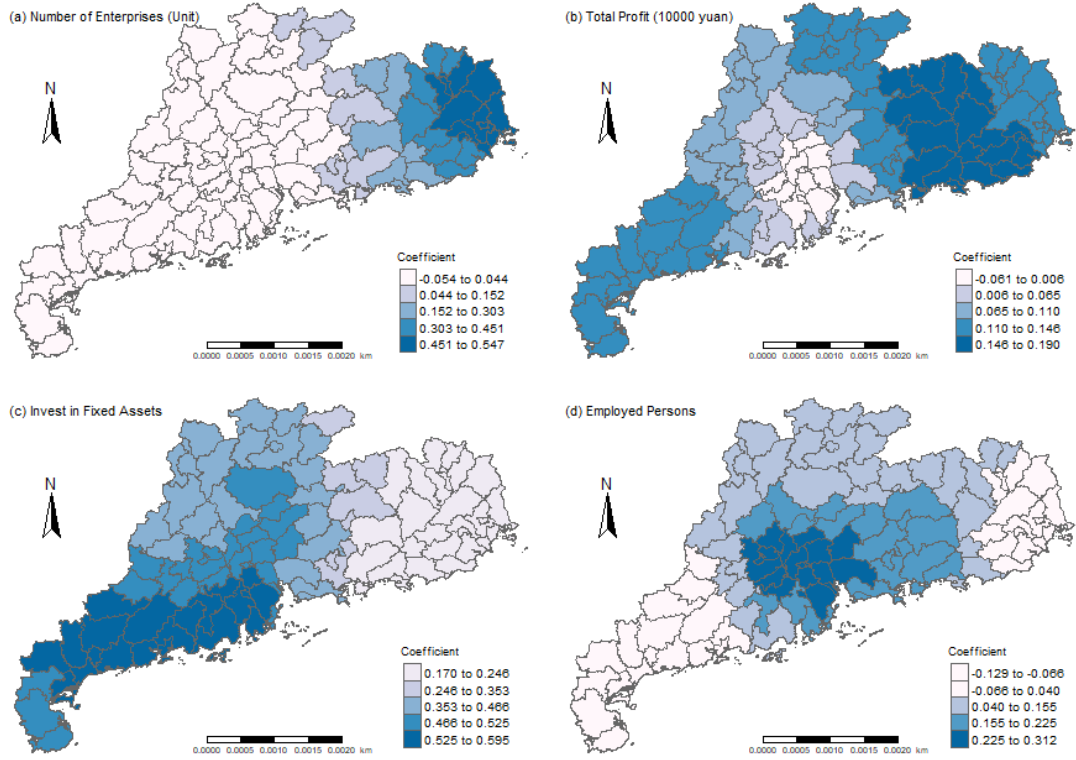 (a) Number of Enterprises (Unit)
N
Coefficient
-0.054 to 0.044
0.044 to 0.152
0.152 to 0.303
0.303 to 0.451
0.451 to 0.547
0.0000 0.0005 0.0010 0.0015 0.0020 km
(b) Total Profit (10000 yuan)
N
Coefficient
-0.061 to 0.006
0.006 to 0.065
0.065 to 0.110
0.110 to 0.146
0.146 to 0.190
0.0000 0.0005 0.0010 0.0015 0.0020 km
(c) Invest in Fixed Assets
N
Coefficient
0.170 to 0.246
0.246 to 0.353
0.353 to 0.466
0.466 to 0.525
0.525 to 0.595
0.0000 0.0005 0.0010 0.0015 0.0020 km
(d) Employed Persons
N
Coefficient
-0.129 to -0.066
-0.066 to 0.040
0.040 to 0.155
0.155 to 0.225
0.225 to 0.312
0.0000 0.0005 0.0010 0.0015 0.0020 km